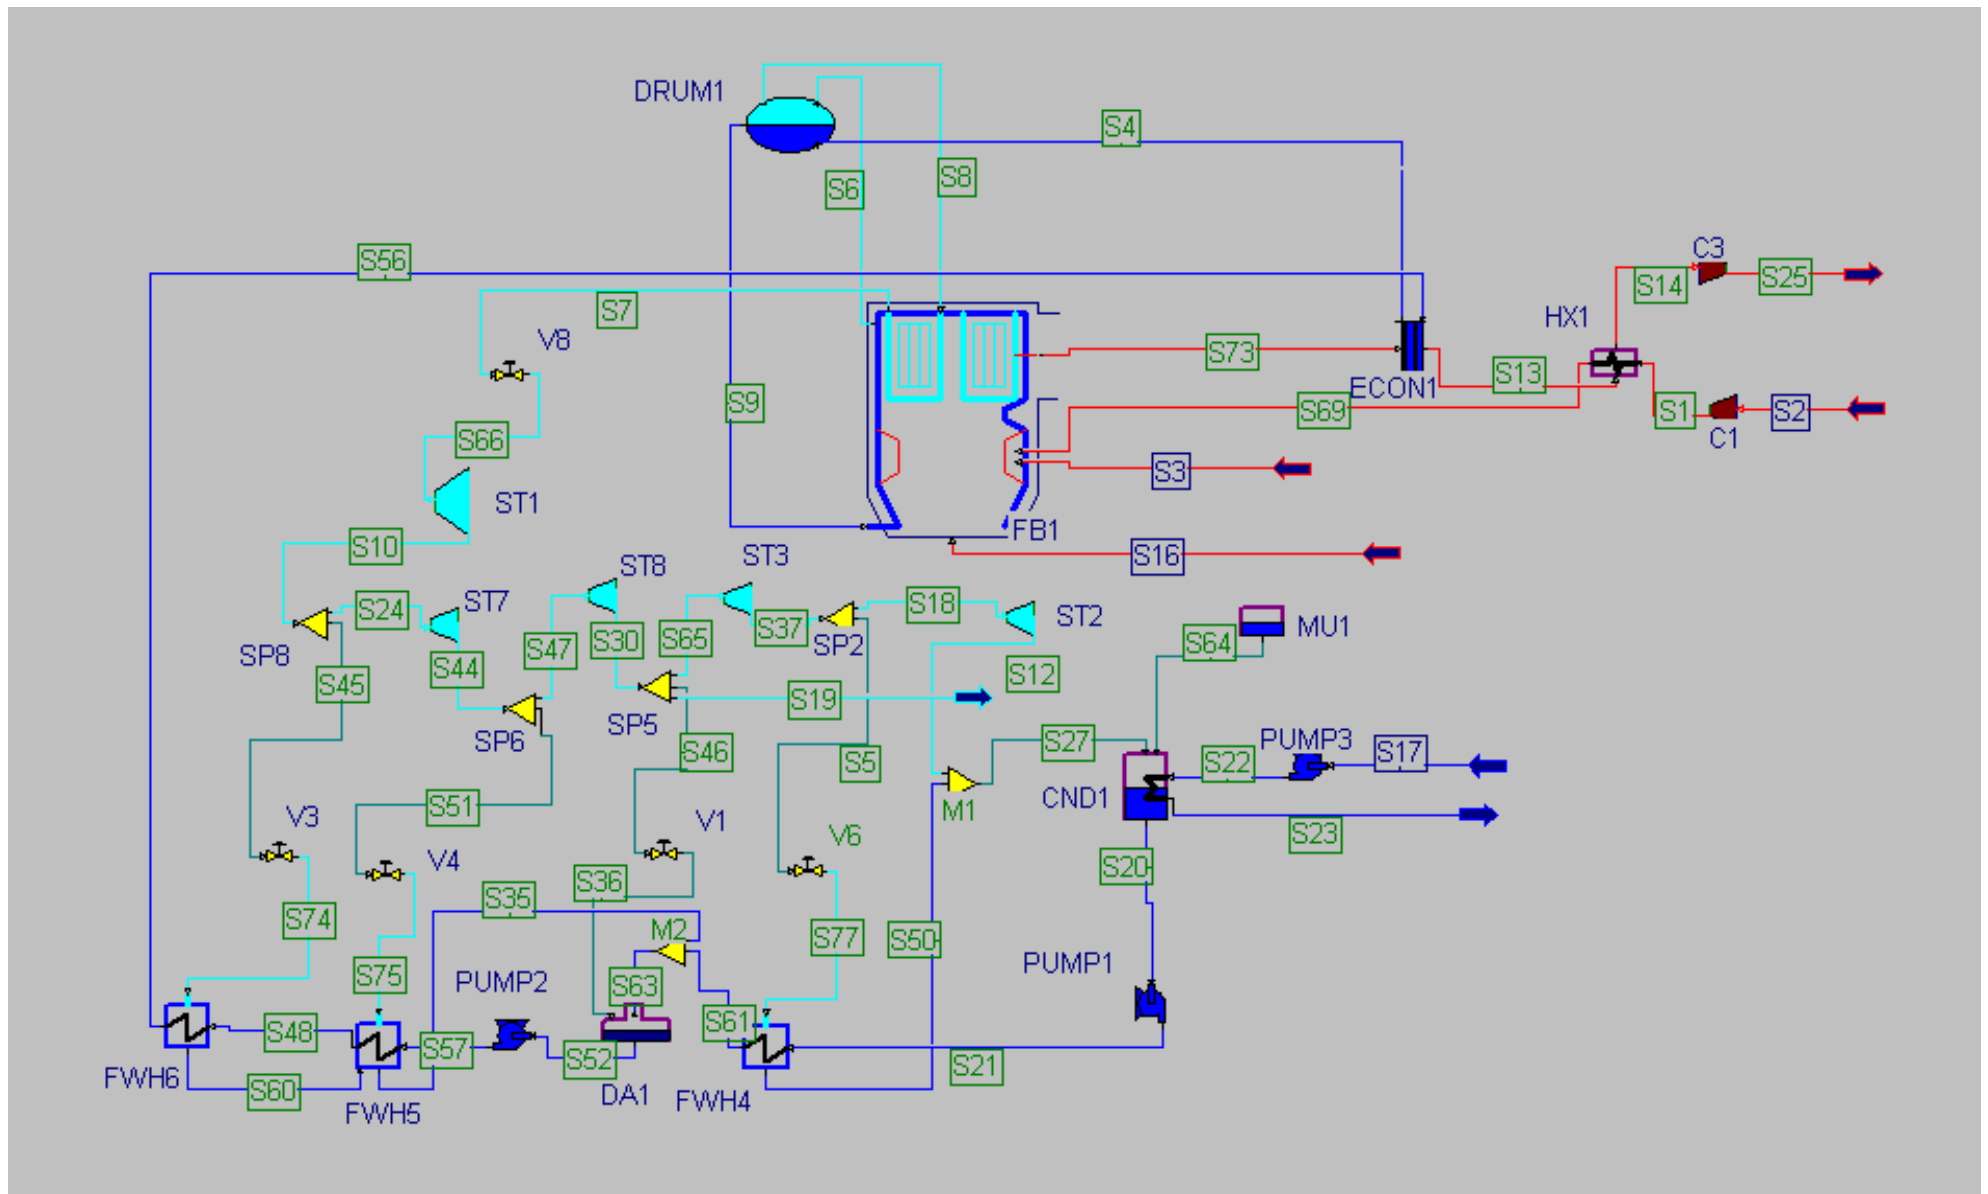 DRUM1
S4
S6
S8
S56
C3
S14
S25
S7
HX1
V8
S73
S13
ECON1
S9
S69
S1
C1
S2
S66
S3
ST1
FB1
S10
S16
ST3
ST8
ST7
S24
S18
ST2
S37
SP2
S30
S65
S47
MU1
S64
SP8
S45
S44
S12
S19
SP5
SP6
S46
S5
S27
PUMP3
S17
S22
CND1
S51
V3
V1
V6
M1
S23
V4
S20
S36
S35
S74
M2
S77
S50
PUMP1
S75
PUMP2
S63
S61
S48
S57
S52
S21
FWH6
S60
FWH5
DA1
FWH4